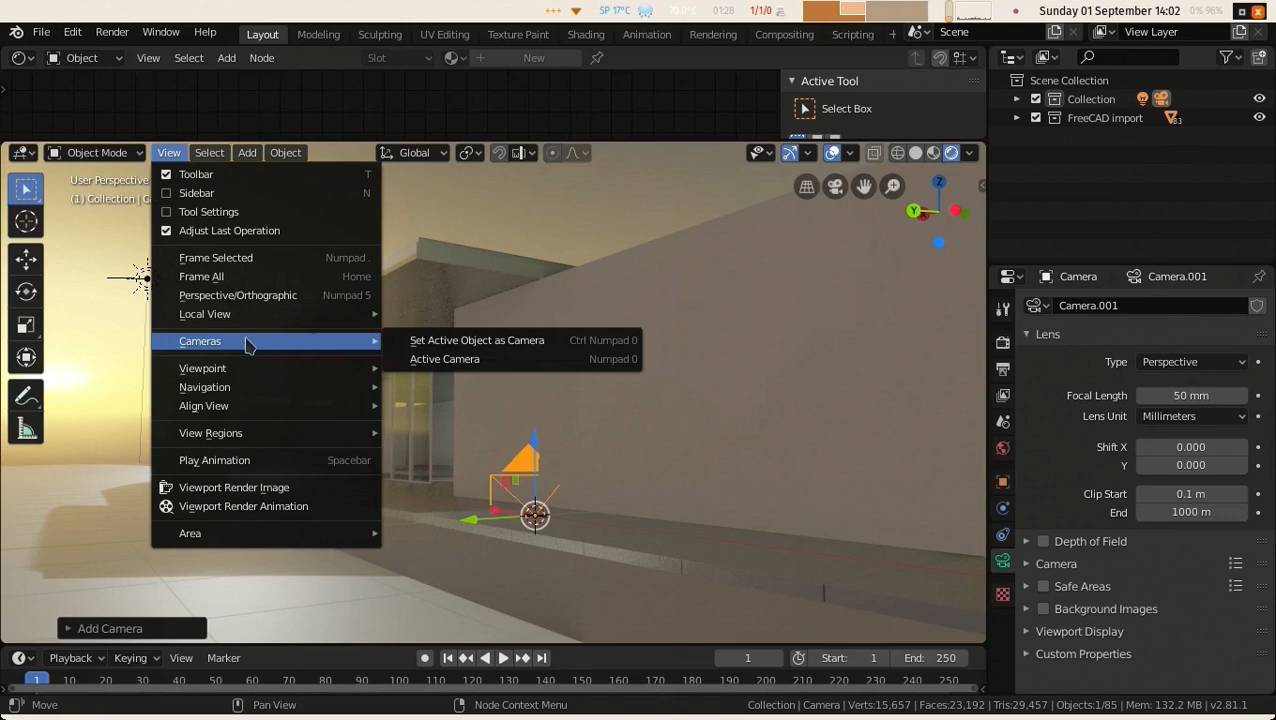 SP 17°C 70.0°C 01:28 1/1/0 Sunday 01 September 14:02 0% 96%
File Edit Render Window Help Layout Modeling Sculpting UV Editing Texture Paint Shading Animation Rendering Compositing Scripting + Scene View Layer
Object View Select Add Object Node Slot New
Active Tool
Select Box
Scene Collection
Collection
FreeCAD import 83
Object Mode View Select Add Object Global
User Perspective
(1) Collection | C
Toolbar T
Sidebar N
Tool Settings
Adjust Last Operation
Frame Selected Numpad .
Frame All Home
Perspective/Orthographic Numpad 5
Local View
Cameras
Set Active Object as Camera Ctrl Numpad 0
Active Camera Numpad 0
Viewpoint
Navigation
Align View
View Regions
Play Animation Spacebar
Viewport Render Image
Viewport Render Animation
Area
Z
Y
Add Camera
Camera Camera.001
Camera.001
Lens
Type Perspective
Focal Length 50 mm
Lens Unit Millimeters
Shift X 0.000
Y 0.000
Clip Start 0.1 m
End 1000 m
Depth of Field
Camera
Safe Areas
Background Images
Viewport Display
Custom Properties
Playback Keying View Marker 1 Start: 1 End: 250
1 10 20 30 40 50 60 70 80 90 100 110 120 130 140 150 160 170 180 190 200 210 220 230 240 250
Move Pan View Node Context Menu Collection | Camera | Verts:15,657 | Faces:23,192 | Tris:29,457 | Objects:1/85 | Mem: 132.2 MB | v2.81.1